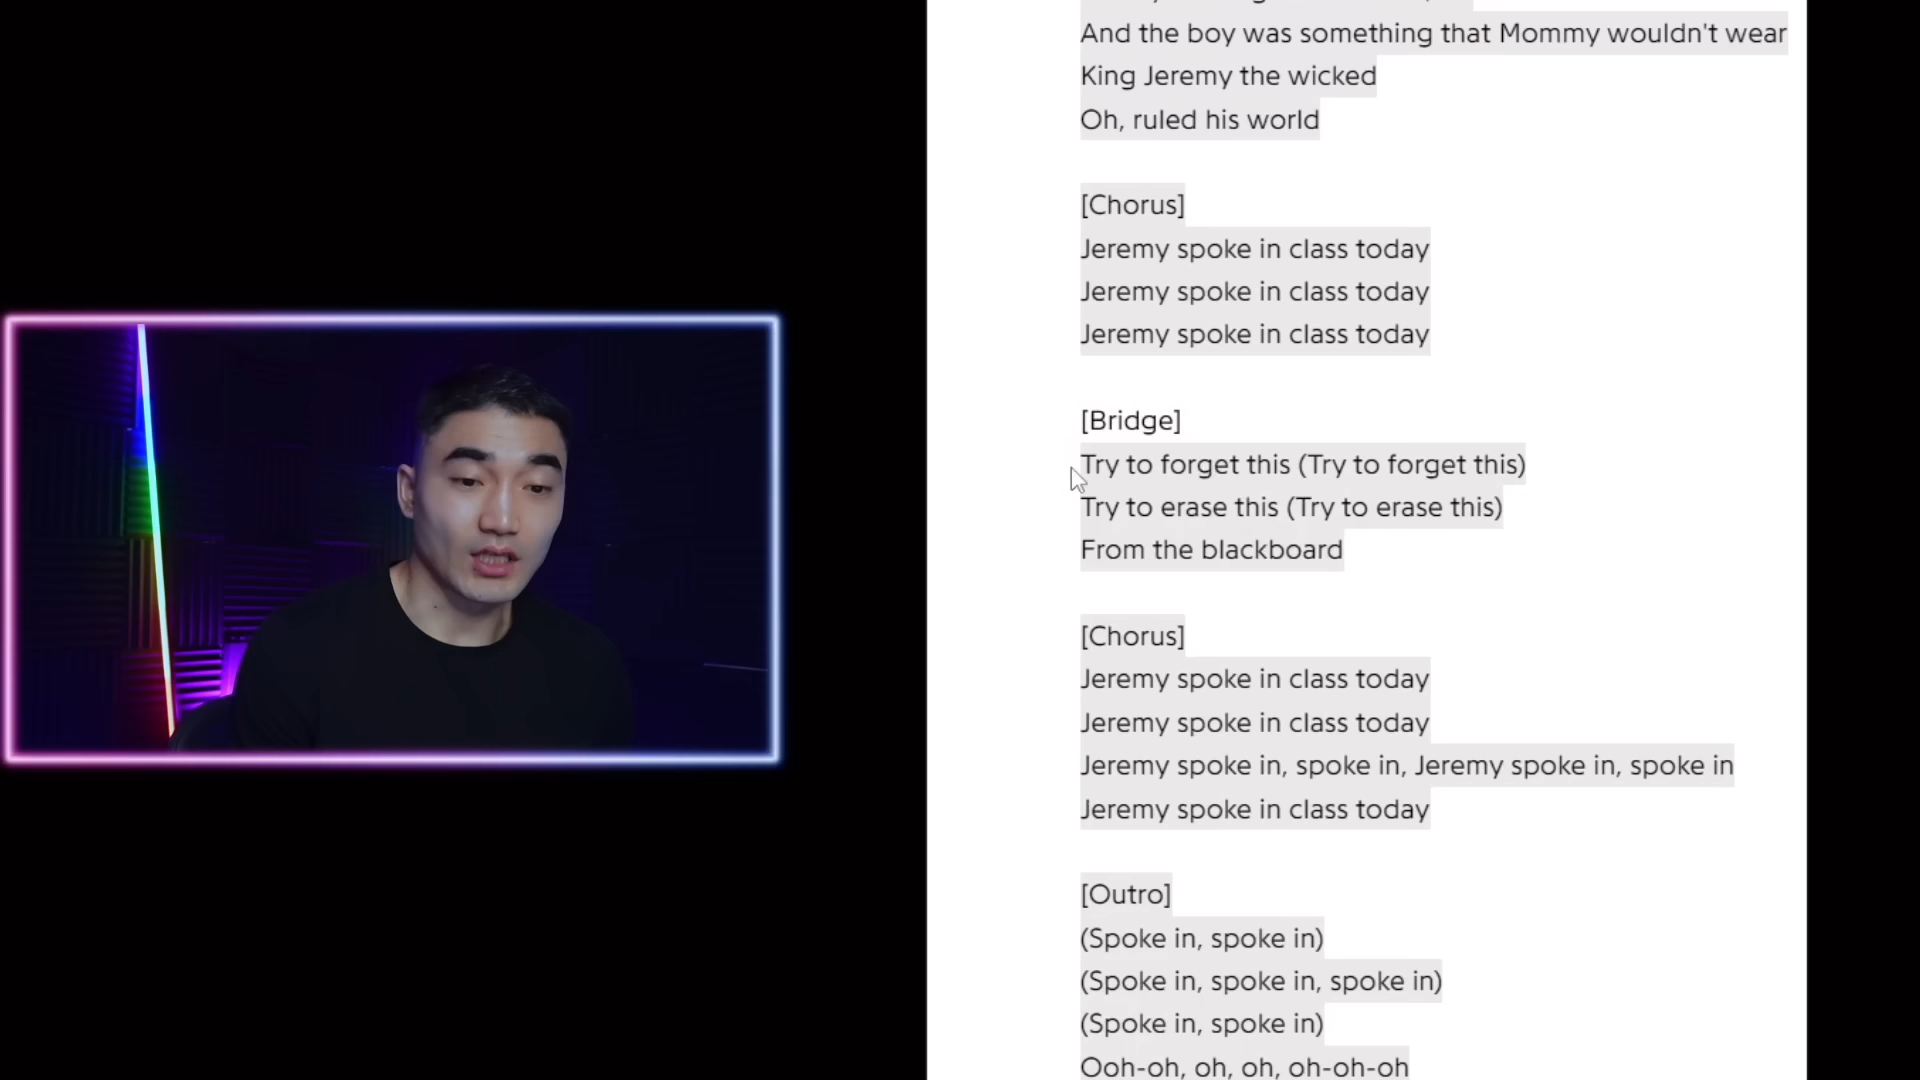 And the boy was something that Mommy wouldn't wear
King Jeremy the wicked
Oh, ruled his world
[Chorus]
Jeremy spoke in class today
Jeremy spoke in class today
Jeremy spoke in class today
[Bridge]
Try to forget this (Try to forget this)
Try to erase this (Try to erase this)
From the blackboard
[Chorus]
Jeremy spoke in class today
Jeremy spoke in class today
Jeremy spoke in, spoke in, Jeremy spoke in, spoke in
Jeremy spoke in class today
[Outro]
(Spoke in, spoke in)
(Spoke in, spoke in, spoke in)
(Spoke in, spoke in)
Ooh-oh, oh, oh, oh-oh-oh